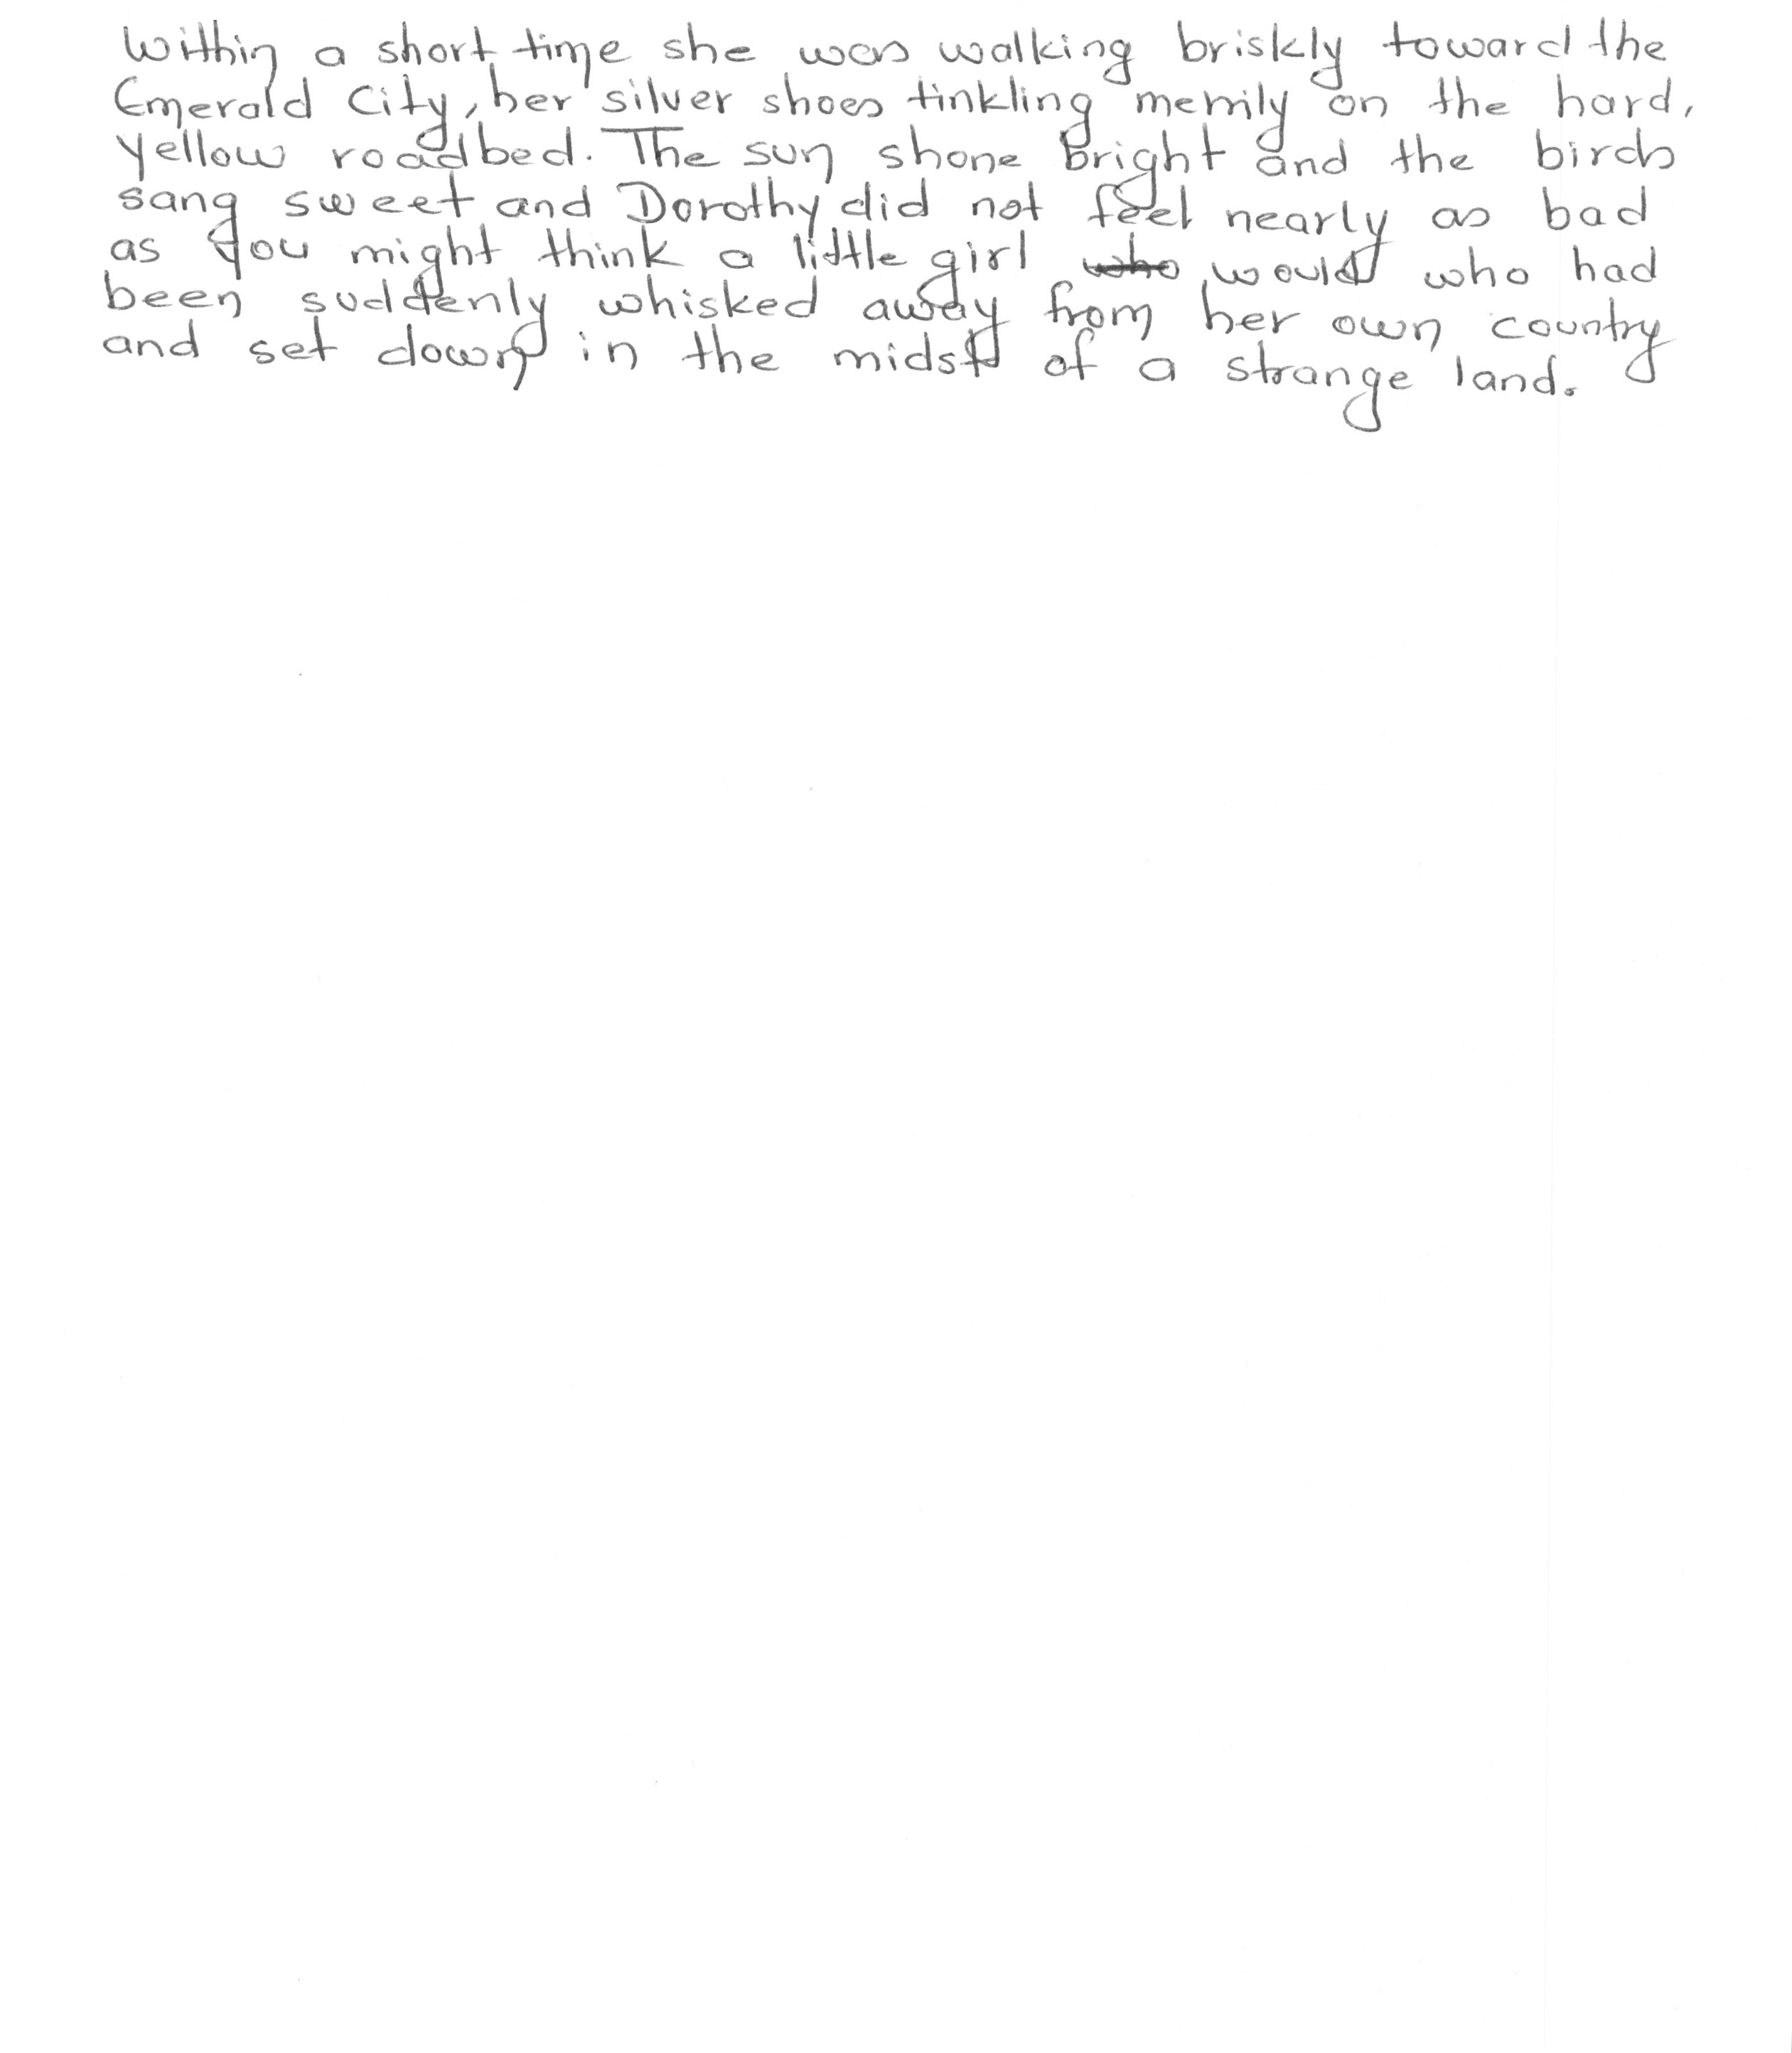 Within a short time she was walking briskly toward the
Emerald City, her silver shoes tinkling merrily on the hard,
yellow roadbed. The sun shone bright and the birds
sang sweet and Dorothy did not feel nearly as bad
as you might think a little girl who would who had
been suddenly whisked away from her own country
and set down in the midst of a strange land.